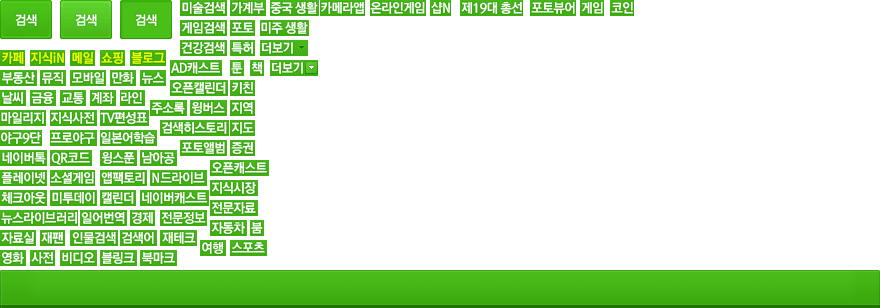 검색 검색 검색 미술검색 가계부 중국 생활 카메라앱 온라인게임 샵N 제19대 총선 포토뷰어 게임 코인
게임검색 포토 미주 생활
건강검색 특허 더보기
카페 지식iN 메일 쇼핑 블로그
AD캐스트 툰 책 더보기
부동산 뮤직 모바일 만화 뉴스
오픈캘린더 키친
날씨 금융 교통 계좌 라인
주소록 윙버스 지역
마일리지 지식사전 TV편성표
검색히스토리 지도
야구9단 프로야구 일본어학습
포토앨범 증권
네이버톡 QR코드 윙스푼 남아공
오픈캐스트
플레이넷 소셜게임 앱팩토리 N드라이브
지식시장
체크아웃 미투데이 캘린더 네이버캐스트
전문자료
뉴스라이브러리 일어번역 경제 전문정보
자동차 붐
자료실 재팬 인물검색 검색어 재테크
여행 스포츠
영화 사전 비디오 블링크 북마크